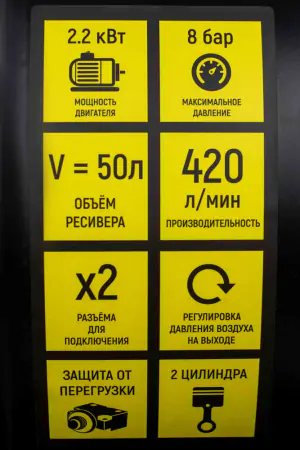 2.2 кВт
МОЩНОСТЬ
ДВИГАТЕЛЯ
8 бар
МАКСИМАЛЬНОЕ
ДАВЛЕНИЕ
V = 50л
ОБЪЁМ
РЕСИВЕРА
420
л/мин
ПРОИЗВОДИТЕЛЬНОСТЬ
x2
РАЗЪЁМА
ДЛЯ
ПОДКЛЮЧЕНИЯ
РЕГУЛИРОВКА
ДАВЛЕНИЯ ВОЗДУХА
НА ВЫХОДЕ
ЗАЩИТА ОТ
ПЕРЕГРУЗКИ
2 ЦИЛИНДРА